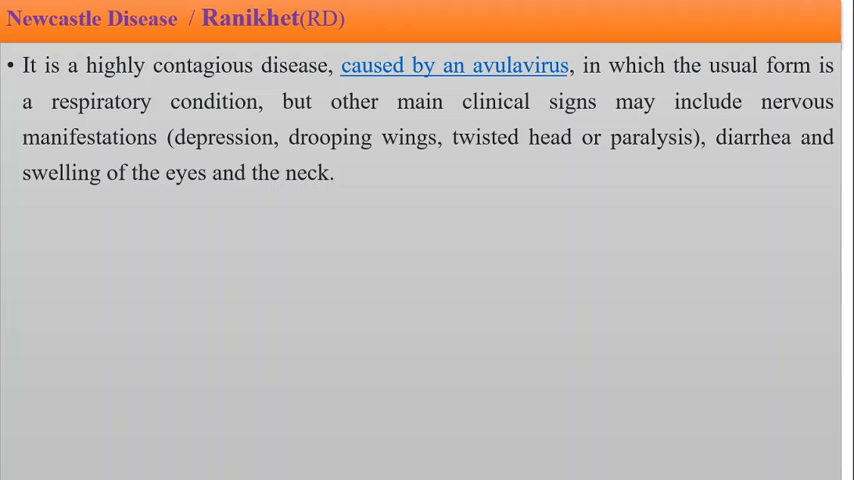 Newcastle Disease / Ranikhet(RD)
• It is a highly contagious disease, caused by an avulavirus, in which the usual form is
a respiratory condition, but other main clinical signs may include nervous
manifestations (depression, drooping wings, twisted head or paralysis), diarrhea and
swelling of the eyes and the neck.